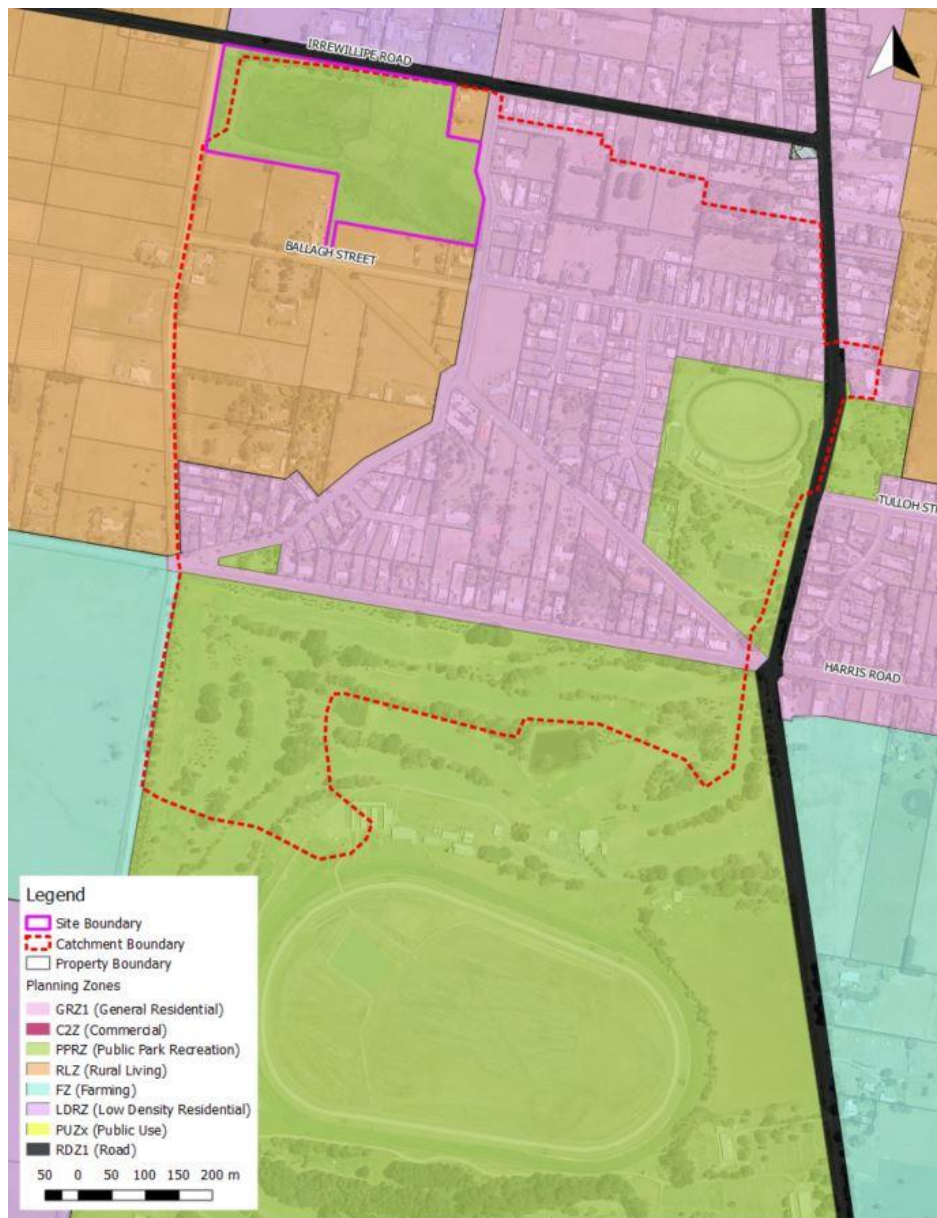 IRREWILLIPE ROAD
BALLAGH STREET
TULLOH ST
HARRIS ROAD
Legend
Site Boundary
Catchment Boundary
Property Boundary
Planning Zones
GRZ1 (General Residential)
C2Z (Commercial)
PPRZ (Public Park Recreation)
RLZ (Rural Living)
FZ (Farming)
LDRZ (Low Density Residential)
PUZx (Public Use)
RDZ1 (Road)
50 0 50 100 150 200 m